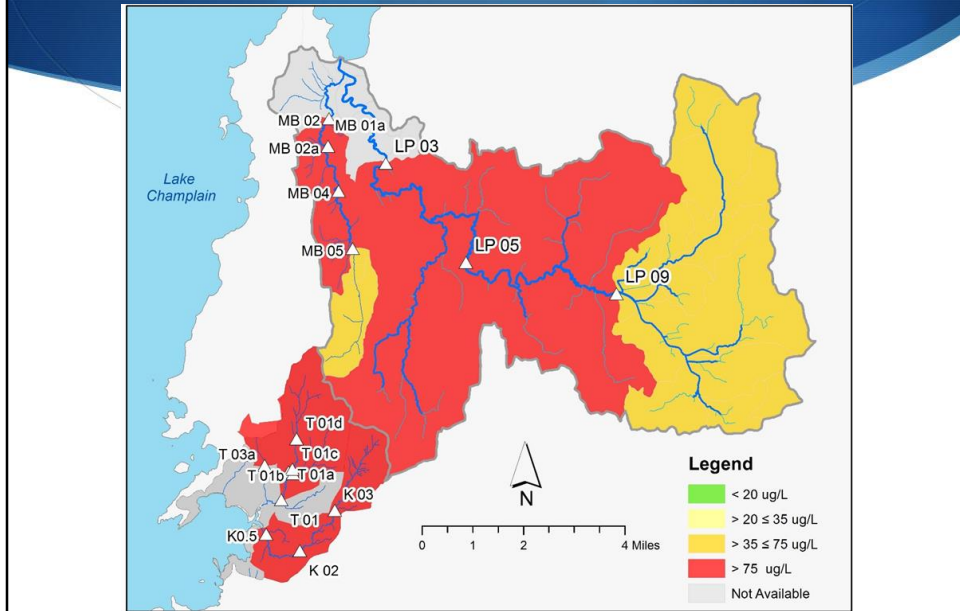 MB 02
MB 01a
LP 03
MB 02a
Lake
Champlain
MB 04
MB 05
LP 05
LP 09
T 01d
T 03a
T 01c
T 01b
T 01a
K 03
T 01
K0.5
K 02
N
0 1 2 4 Miles
Legend
< 20 ug/L
> 20 ≤ 35 ug/L
> 35 ≤ 75 ug/L
> 75 ug/L
Not Available